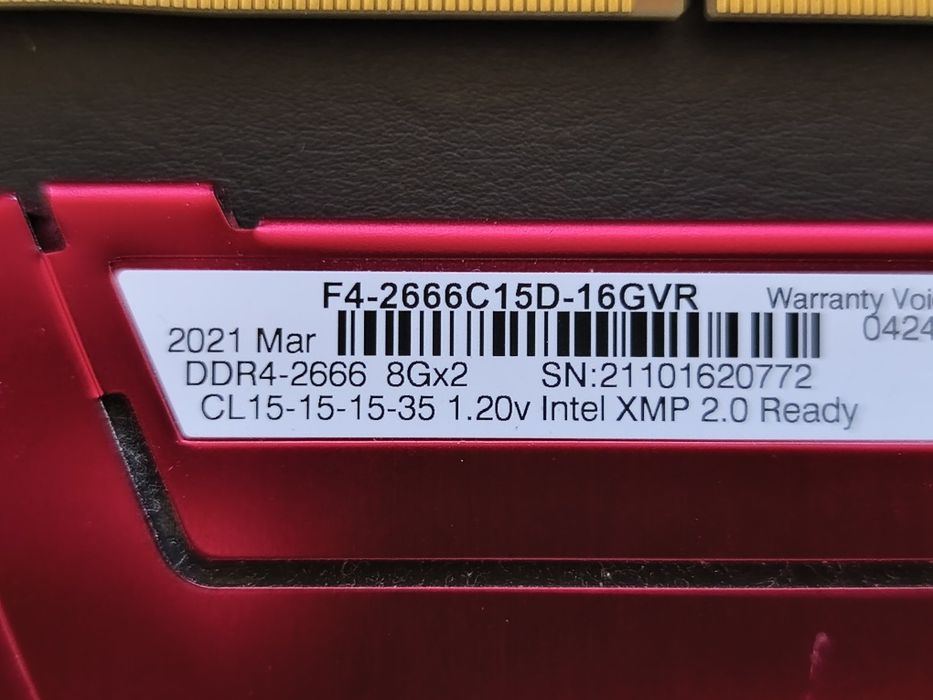 F4-2666C15D-16GVR
Warranty
2021 Mar
0424
DDR4-2666 8Gx2 SN:21101620772
CL15-15-15-35 1.20v Intel XMP 2.0 Ready